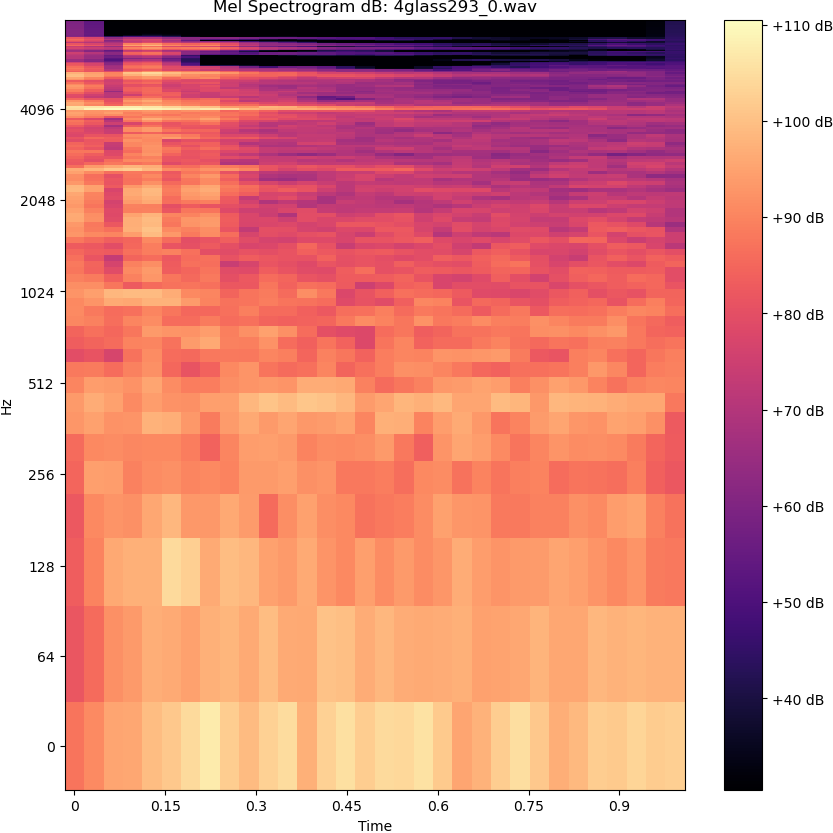 Mel Spectrogram dB: 4glass293_0.wav
+110 dB
+100 dB
+90 dB
+80 dB
+70 dB
+60 dB
+50 dB
+40 dB
Hz
4096
2048
1024
512
256
128
64
0
0 0.15 0.3 0.45 0.6 0.75 0.9
Time